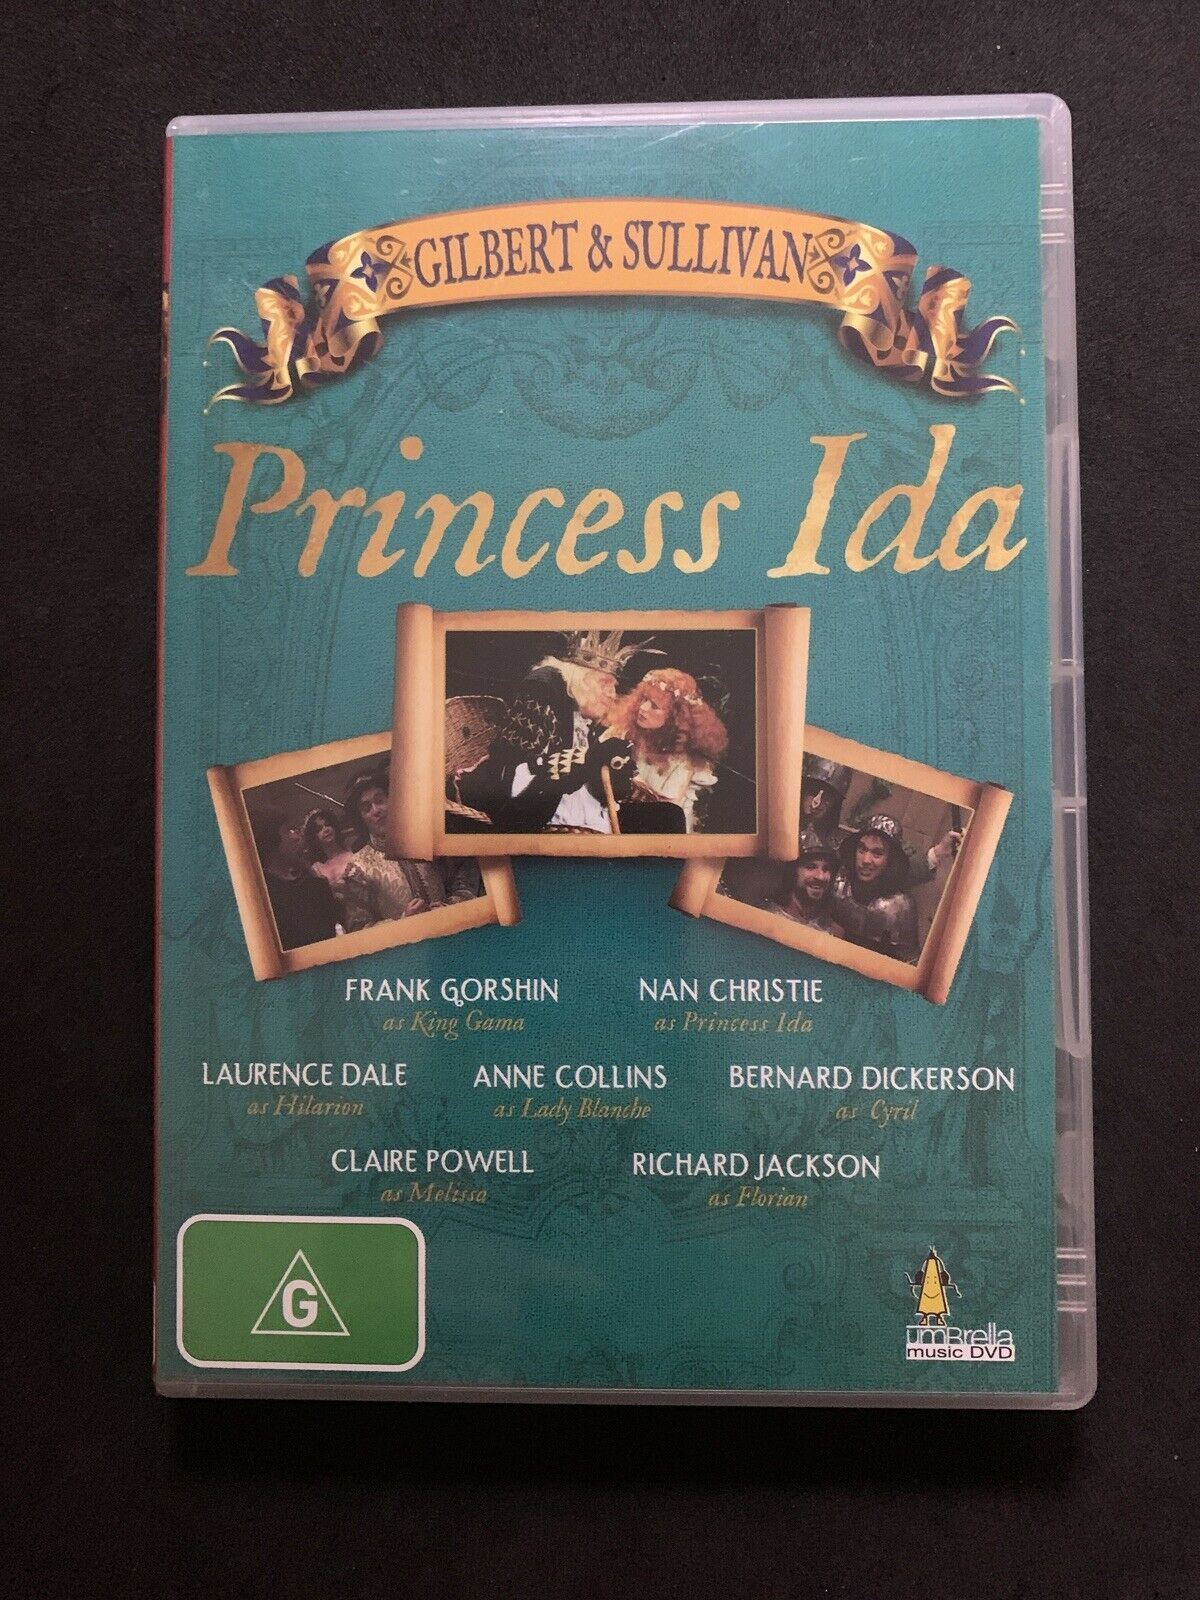 GILBERT & SULLIVAN
Princess Ida
FRANK GORSHIN
as King Gama
NAN CHRISTIE
as Princess Ida
LAURENCE DALE
as Hilarion
ANNE COLLINS
as Lady Blanche
BERNARD DICKERSON
as Cyril
CLAIRE POWELL
as Melissa
RICHARD JACKSON
as Florian
G
umBrella
music DVD